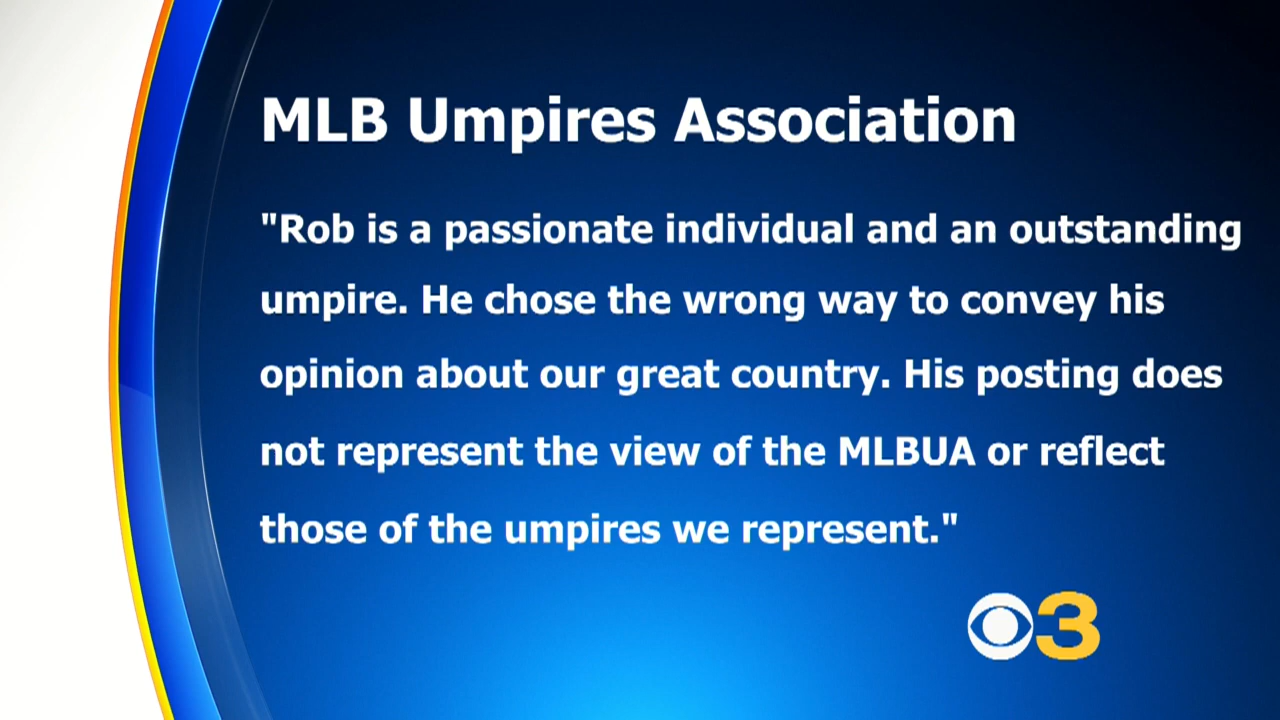 MLB Umpires Association
"Rob is a passionate individual and an outstanding
umpire. He chose the wrong way to convey his
opinion about our great country. His posting does
not represent the view of the MLBUA or reflect
those of the umpires we represent."
3